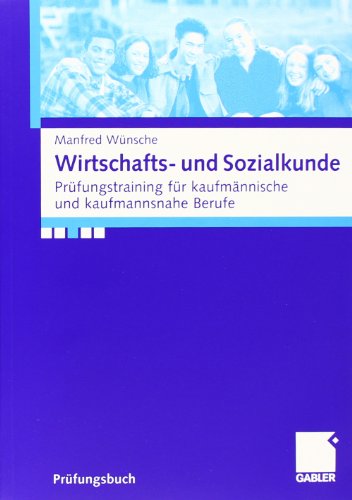 Manfred Wünsche
Wirtschafts- und Sozialkunde
Prüfungstraining für kaufmännische
und kaufmannsnahe Berufe
Prüfungsbuch
GABLER